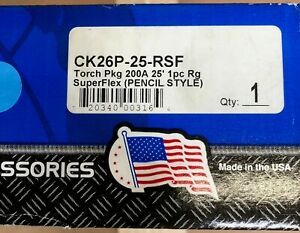 CK26P-25-RSF
Torch Pkg 200A 25' 1pc Rg
SuperFlex (PENCIL STYLE)
20340 00316 4
Qty: 1
SSORIES
Made in the USA